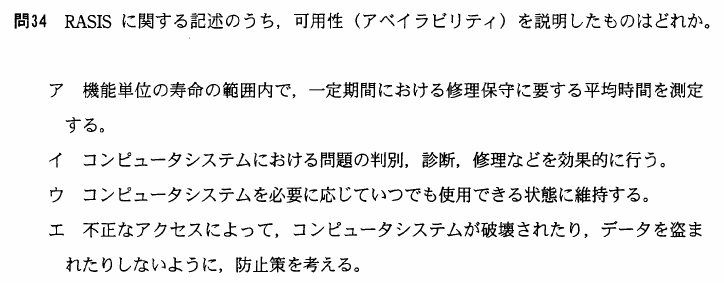 問34 RASIS に関する記述のうち，可用性（アベイラビリティ）を説明したものはどれか。
ア 機能単位の寿命の範囲内で，一定期間における修理保守に要する平均時間を測定
する。
イ コンピュータシステムにおける問題の判別，診断，修理などを効果的に行う。
ウ コンピュータシステムを必要に応じていつでも使用できる状態に維持する。
エ 不正なアクセスによって，コンピュータシステムが破壊されたり，データを盗ま
れたりしないように，防止策を考える。